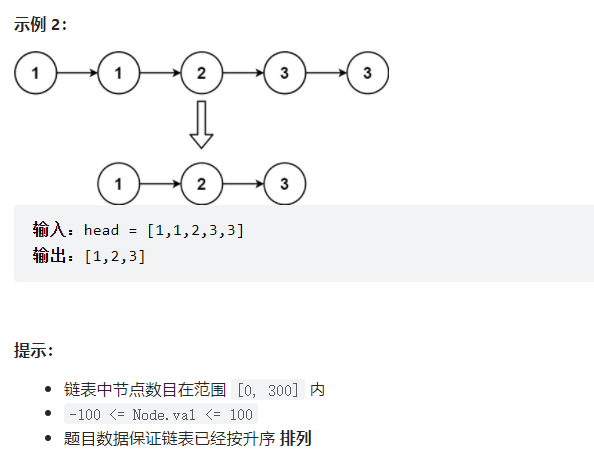 示例 2：
1 1 2 3 3
1 2 3
输入：head = [1,1,2,3,3]
输出：[1,2,3]
提示：
链表中节点数目在范围 [0, 300] 内
-100 <= Node.val <= 100
题目数据保证链表已经按升序 排列